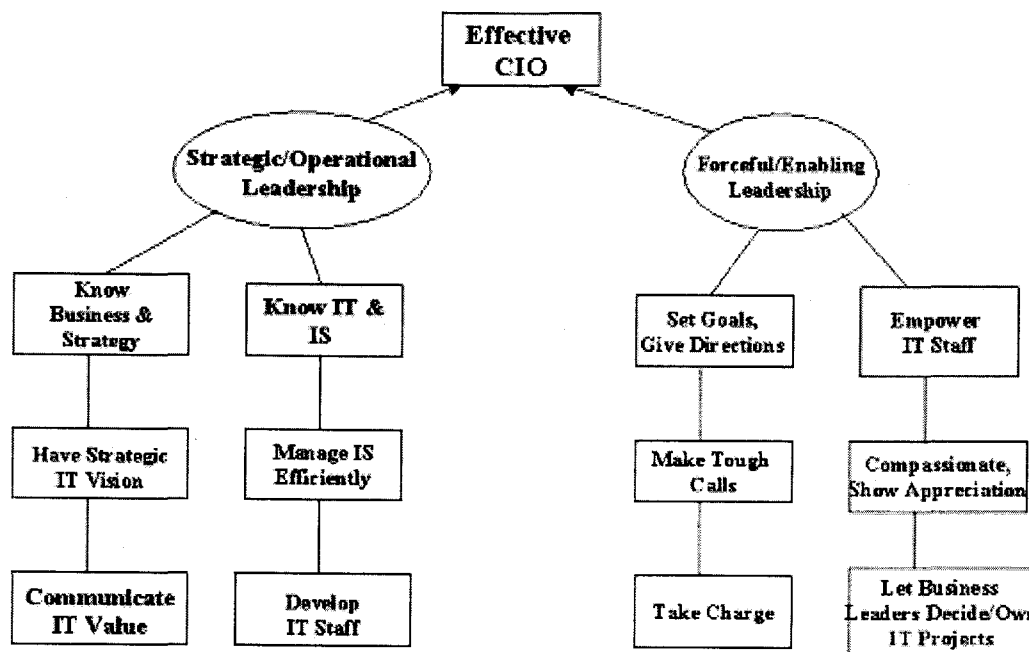 Effective
CIO
Strategic/Operational
Leadership
Forceful/Enabling
Leadership
Know
Business &
Strategy
Know IT &
IS
Set Goals,
Give Directions
Empower
IT Staff
Have Strategic
IT Vision
Manage IS
Efficiently
Make Tough
Calls
Compassionate,
Show Appreciation
Communicate
IT Value
Develop
IT Staff
Take Charge
Let Business
Leaders Decide/Own
IT Projects